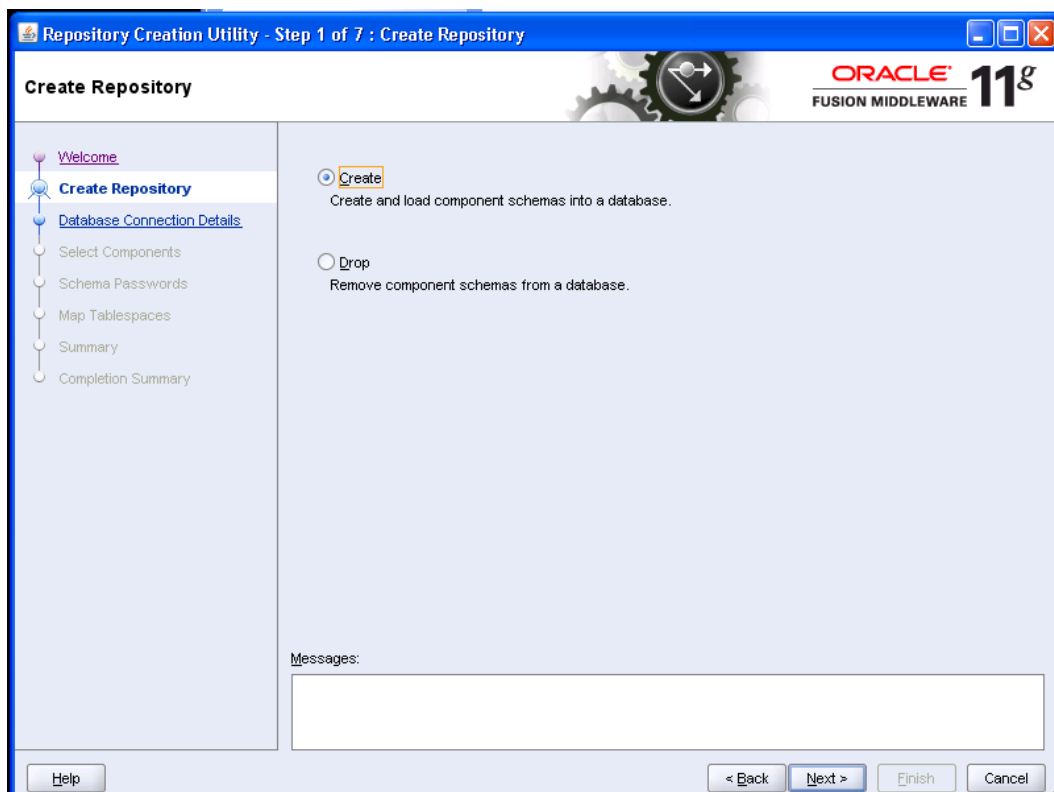 Repository Creation Utility - Step 1 of 7 : Create Repository
Create Repository
ORACLE®
FUSION MIDDLEWARE 11g
Welcome
Create Repository
Database Connection Details
Select Components
Schema Passwords
Map Tablespaces
Summary
Completion Summary
Create
Create and load component schemas into a database.
Drop
Remove component schemas from a database.
Messages:
Help
< Back
Next >
Finish
Cancel